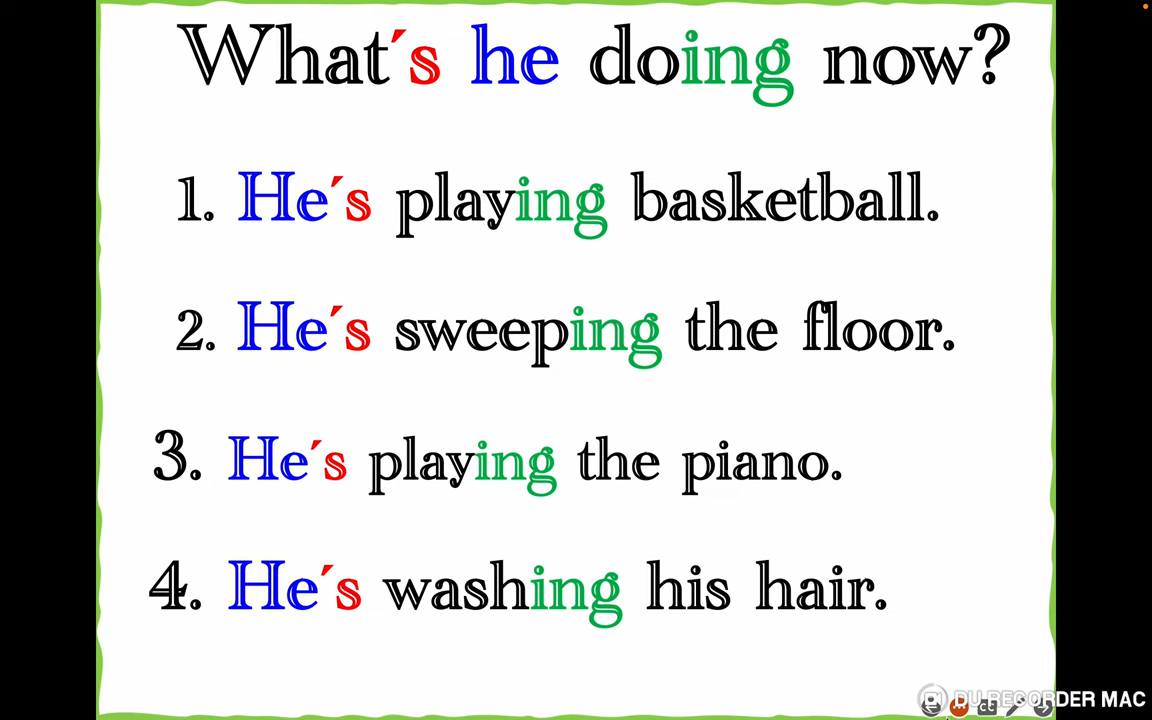 What´s he doing now?
1. He´s playing basketball.
2. He´s sweeping the floor.
3. He´s playing the piano.
4. He´s washing his hair.
DU RECORDER MAC